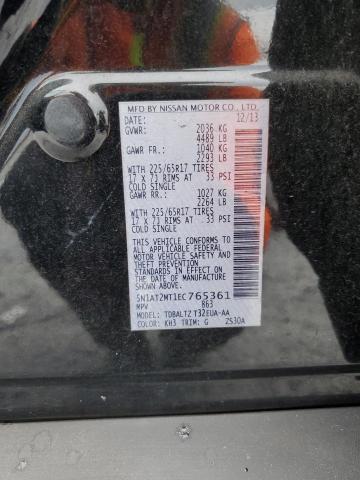 MFD BY NISSAN MOTOR CO., LTD.
DATE: 12/13
GVWR: 2036 KG
4489 LB
GAWR FR.: 1040 KG
2293 LB
WITH 225/65R17 TIRES
17 X 73 RIMS AT 33 PSI
COLD SINGLE
GAWR RR.: 1027 KG
2264 LB
WITH 225/65R17 TIRES
17 X 73 RIMS AT 33 PSI
COLD SINGLE
THIS VEHICLE CONFORMS TO ALL
APPLICABLE FEDERAL
MOTOR VEHICLE SAFETY
AND THEFT PREVENTION
STANDARDS IN EFFECT ON
THE DATE OF MANUFACTURE
SHOWN ABOVE.
5N1AT2MT1EC765361
MPV 863
MODEL: TDBALTZ T32EUA-AA
COLOR: KH3 TRIM: G 2S30A